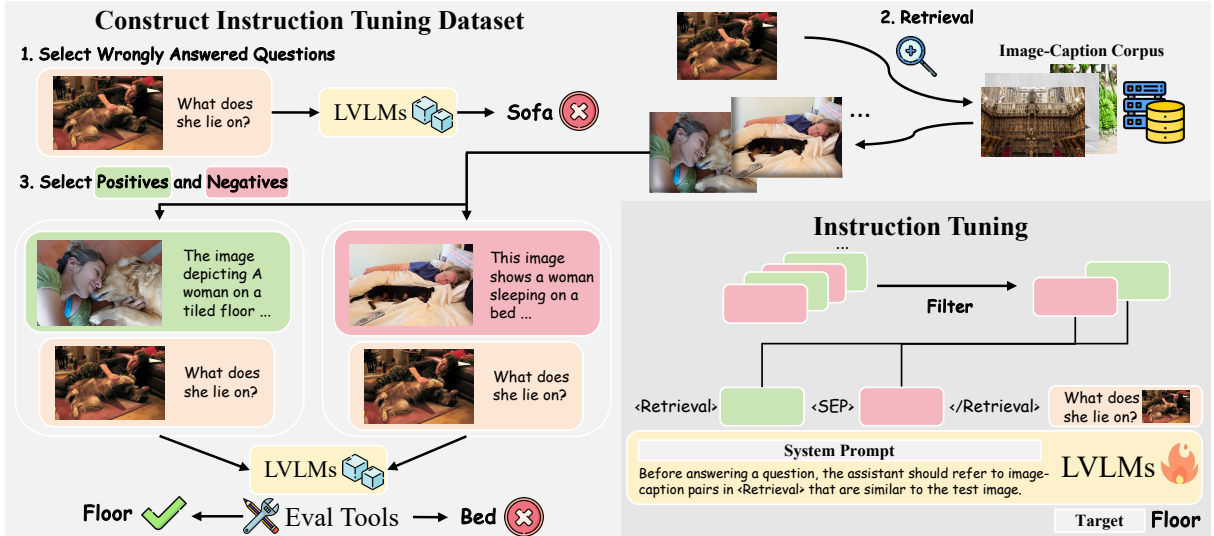 Construct Instruction Tuning Dataset
1. Select Wrongly Answered Questions
What does
she lie on?
LVLMs
Sofa
2. Retrieval
Image-Caption Corpus
...
3. Select Positives and Negatives
The image
depicting A
woman on a
tiled floor ...
This image
shows a woman
sleeping on a
bed ...
What does
she lie on?
What does
she lie on?
LVLMs
Floor
Eval Tools
Bed
Instruction Tuning
...
Filter
<Retrieval>
<SEP>
</Retrieval>
What does
she lie on?
System Prompt
Before answering a question, the assistant should refer to image-
caption pairs in <Retrieval> that are similar to the test image.
LVLMs
Target
Floor